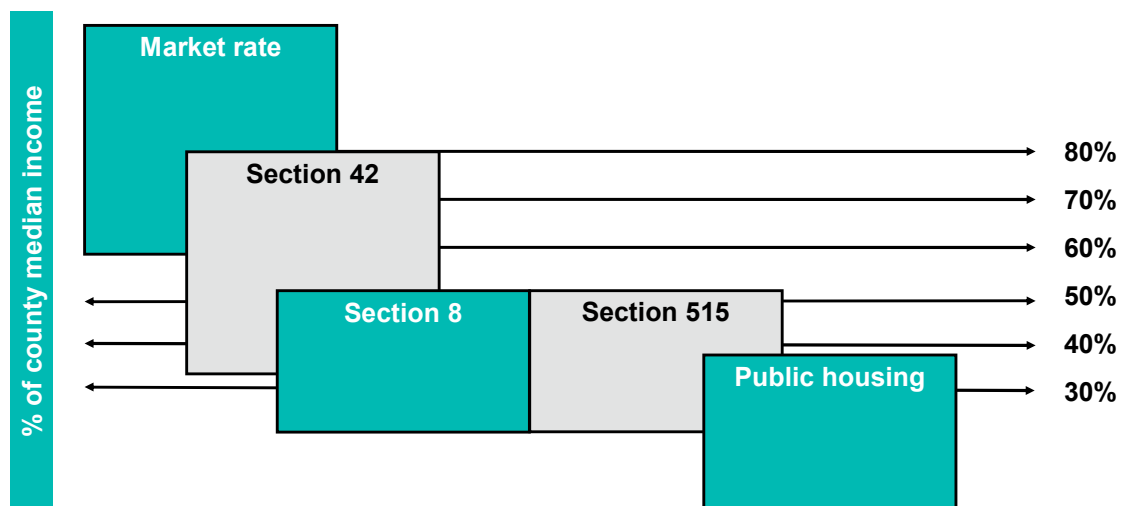 % of county median income
Market rate
Section 42
80%
70%
60%
Section 8
Section 515
50%
40%
Public housing
30%